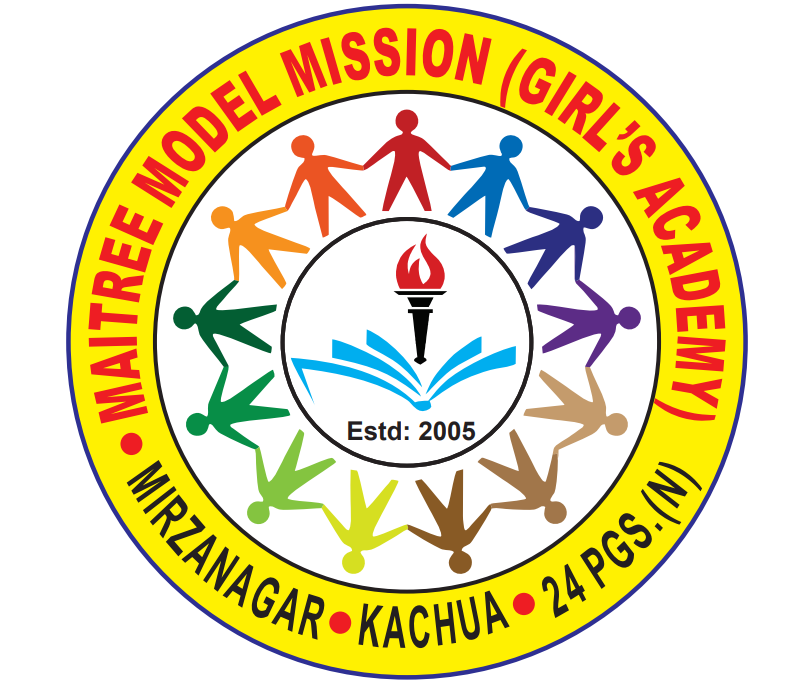 MAITREE MODEL MISSION (GIRL'S ACADEMY)
Estd: 2005
• MIRZANAGAR • KACHUA • 24 PGS.(N)